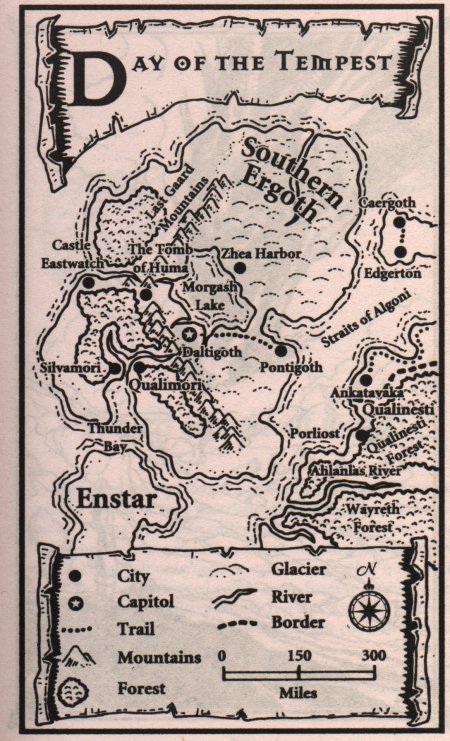 DAY OF THE TEMPEST
Southern
Ergoth
Last Gaard
Mountains
Caergoth
Castle
Eastwatch
The Tomb
of Huma
Zhea Harbor
Edgerton
Morgash
Lake
Straits of Algoni
Daltigoth
Pontigoth
Silvamori
Qualimori
Ankatavaka
Qualinesti
Thunder
Bay
Porliost
Qualinesti
Forest
Ahlanlas River
Enstar
Wayreth
Forest
City
Capitol
Trail
Mountains
Forest
Glacier
River
Border
N
0 150 300
Miles